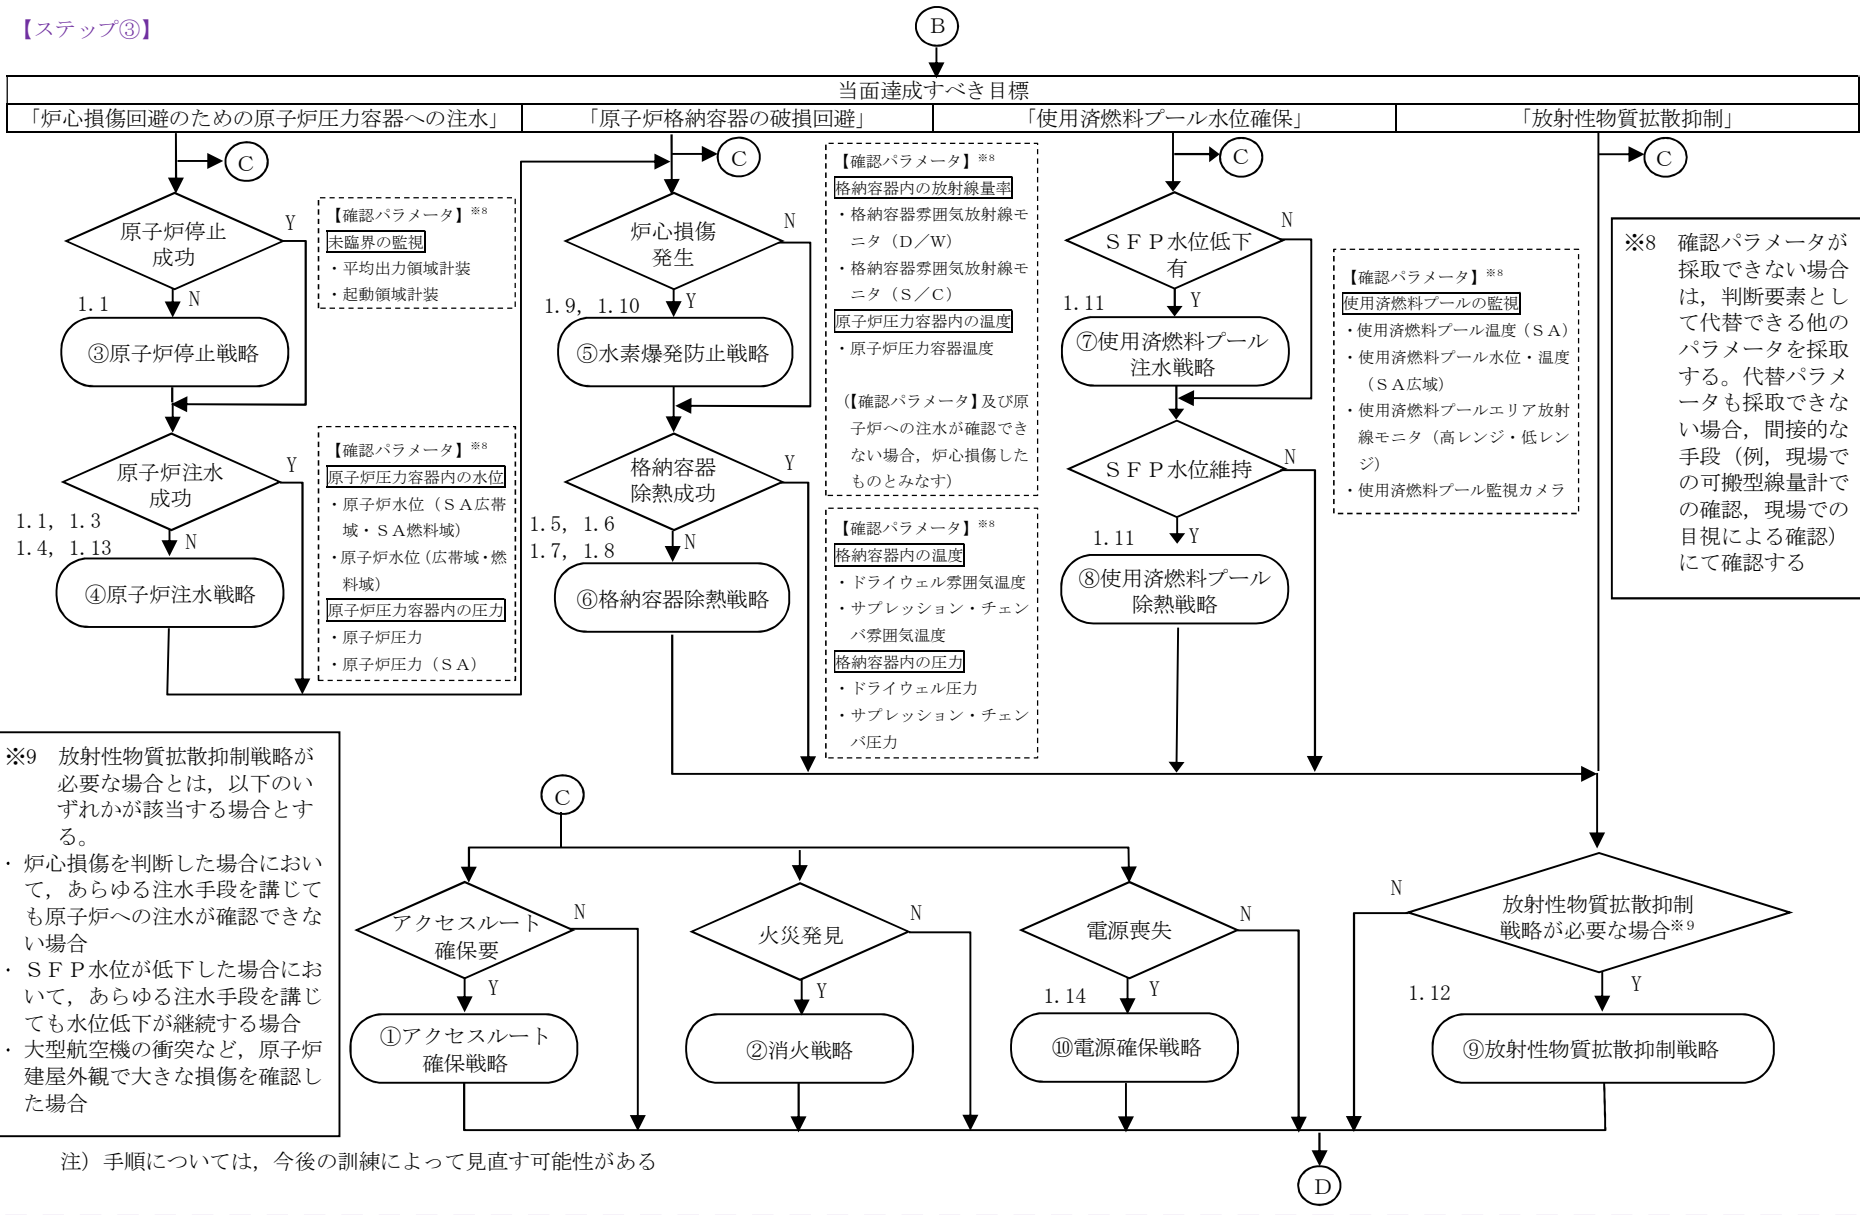 【ステップ③】
B
当面達成すべき目標
「炉心損傷回避のための原子炉圧力容器への注水」
「原子炉格納容器の破損回避」
「使用済燃料プール水位確保」
「放射性物質拡散抑制」
C
C
C
C
原子炉停止
成功
Y
N
1.1
③原子炉停止戦略
【確認パラメータ】※8
未臨界の監視
・平均出力領域計装
・起動領域計装
原子炉注水
成功
Y
N
1.1, 1.3
1.4, 1.13
④原子炉注水戦略
【確認パラメータ】※8
原子炉圧力容器内の水位
・原子炉水位（ＳＡ広帯
域・ＳＡ燃料域）
・原子炉水位（広帯域・燃
料域）
原子炉圧力容器内の圧力
・原子炉圧力
・原子炉圧力（ＳＡ）
炉心損傷
発生
N
Y
1.9, 1.10
⑤水素爆発防止戦略
格納容器
除熱成功
Y
N
1.5, 1.6
1.7, 1.8
⑥格納容器除熱戦略
【確認パラメータ】※8
格納容器内の放射線量率
・格納容器雰囲気放射線モ
ニタ（Ｄ／Ｗ）
・格納容器雰囲気放射線モ
ニタ（Ｓ／Ｃ）
原子炉圧力容器内の温度
・原子炉圧力容器温度
（【確認パラメータ】及び原
子炉への注水が確認でき
ない場合，炉心損傷した
ものとみなす）
【確認パラメータ】※8
格納容器内の温度
・ドライウェル雰囲気温度
・サプレッション・チェン
バ雰囲気温度
格納容器内の圧力
・ドライウェル圧力
・サプレッション・チェン
バ圧力
ＳＦＰ水位低下
有
N
Y
1.11
⑦使用済燃料プール
注水戦略
ＳＦＰ水位維持
N
Y
1.11
⑧使用済燃料プール
除熱戦略
【確認パラメータ】※8
使用済燃料プールの監視
・使用済燃料プール温度（ＳＡ）
・使用済燃料プール水位・温度
（ＳＡ広域）
・使用済燃料プールエリア放射
線モニタ（高レンジ・低レン
ジ）
・使用済燃料プール監視カメラ
※8　確認パラメータが
採取できない場合
は，判断要素とし
て代替できる他の
パラメータを採取
する。代替パラメ
ータも採取できな
い場合，間接的な
手段（例，現場で
の可搬型線量計で
の確認，現場での
目視による確認）
にて確認する
※9　放射性物質拡散抑制戦略が
必要な場合とは，以下のい
ずれかが該当する場合とす
る。
・ 炉心損傷を判断した場合におい
て，あらゆる注水手段を講じて
も原子炉への注水が確認できな
い場合
・ ＳＦＰ水位が低下した場合にお
いて，あらゆる注水手段を講じ
ても水位低下が継続する場合
・ 大型航空機の衝突など，原子炉
建屋外観で大きな損傷を確認し
た場合
C
アクセスルート
確保要
N
Y
①アクセスルート
確保戦略
火災発見
N
Y
②消火戦略
電源喪失
N
Y
1.14
⑩電源確保戦略
放射性物質拡散抑制
戦略が必要な場合※9
N
Y
1.12
⑨放射性物質拡散抑制戦略
注）手順については，今後の訓練によって見直す可能性がある
D